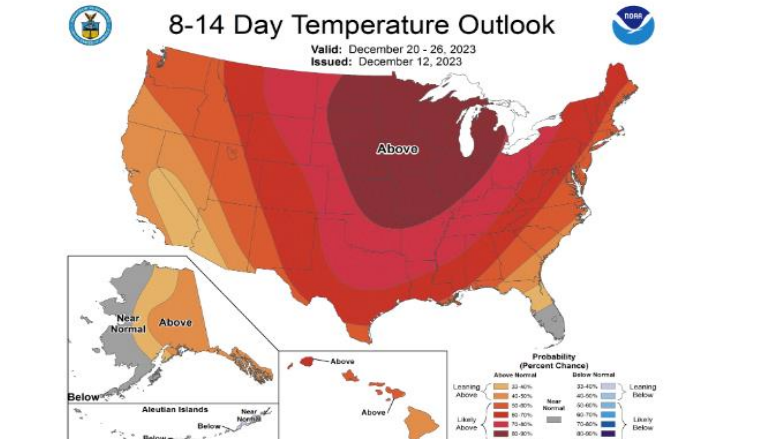 8-14 Day Temperature Outlook
Valid: December 20 - 26, 2023
Issued: December 12, 2023
NOAA
Above
Near
Normal
Above
Below
Aleutian Islands
Near
Normal
Below
Below
Above
Above
Probability
(Percent Chance)
Above Normal
Below Normal
Leaning
Above
33-40%
40-50%
50-60%
60-70%
70-80%
80-90%
Likely
Above
Near
Normal
33-40%
40-50%
50-60%
60-70%
70-80%
80-90%
Leaning
Below
Likely
Below